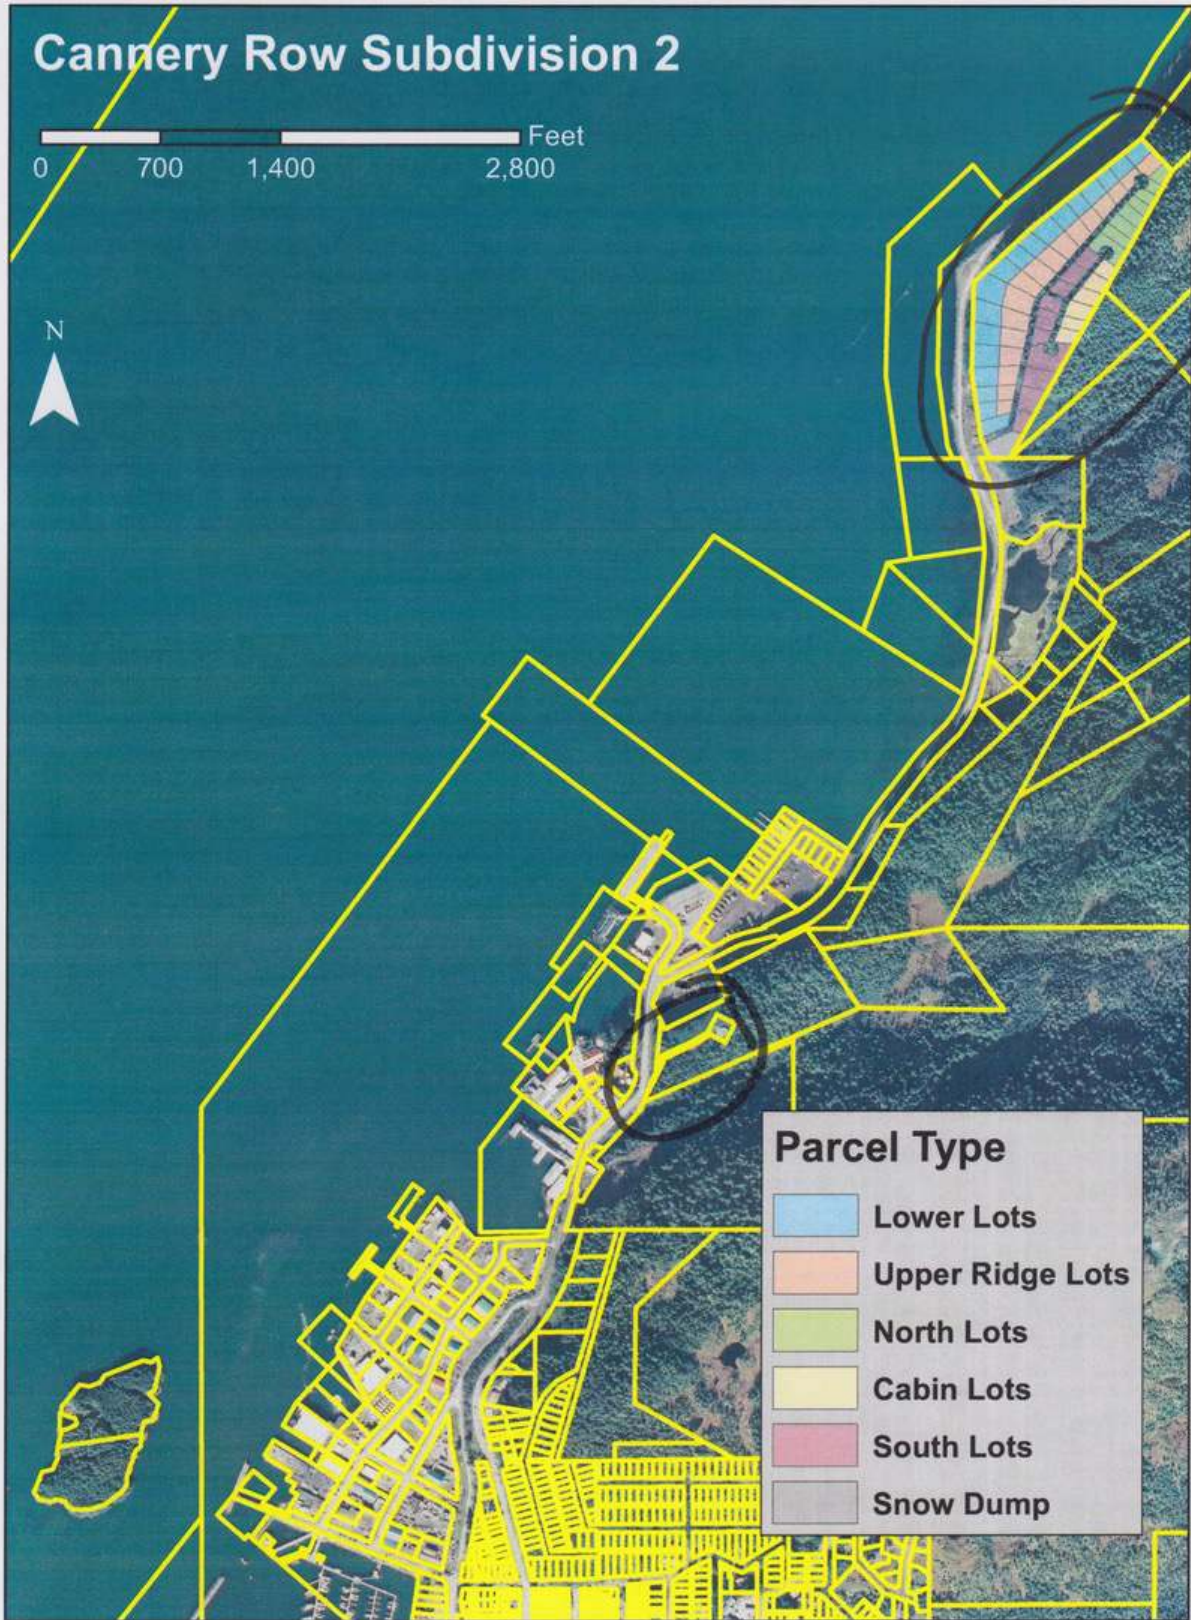 Cannery Row Subdivision 2
Feet
0 700 1,400 2,800
N
Parcel Type
Lower Lots
Upper Ridge Lots
North Lots
Cabin Lots
South Lots
Snow Dump